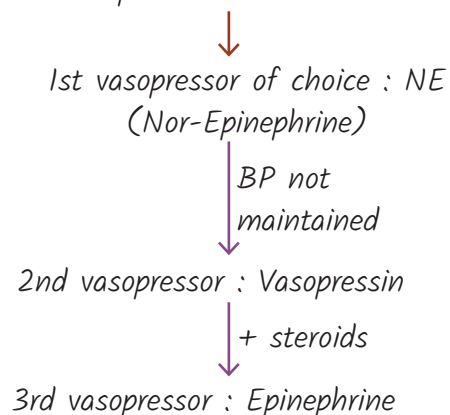 1st vasopressor of choice : NE
(Nor-Epinephrine)
BP not
maintained
2nd vasopressor : Vasopressin
+ steroids
3rd vasopressor : Epinephrine